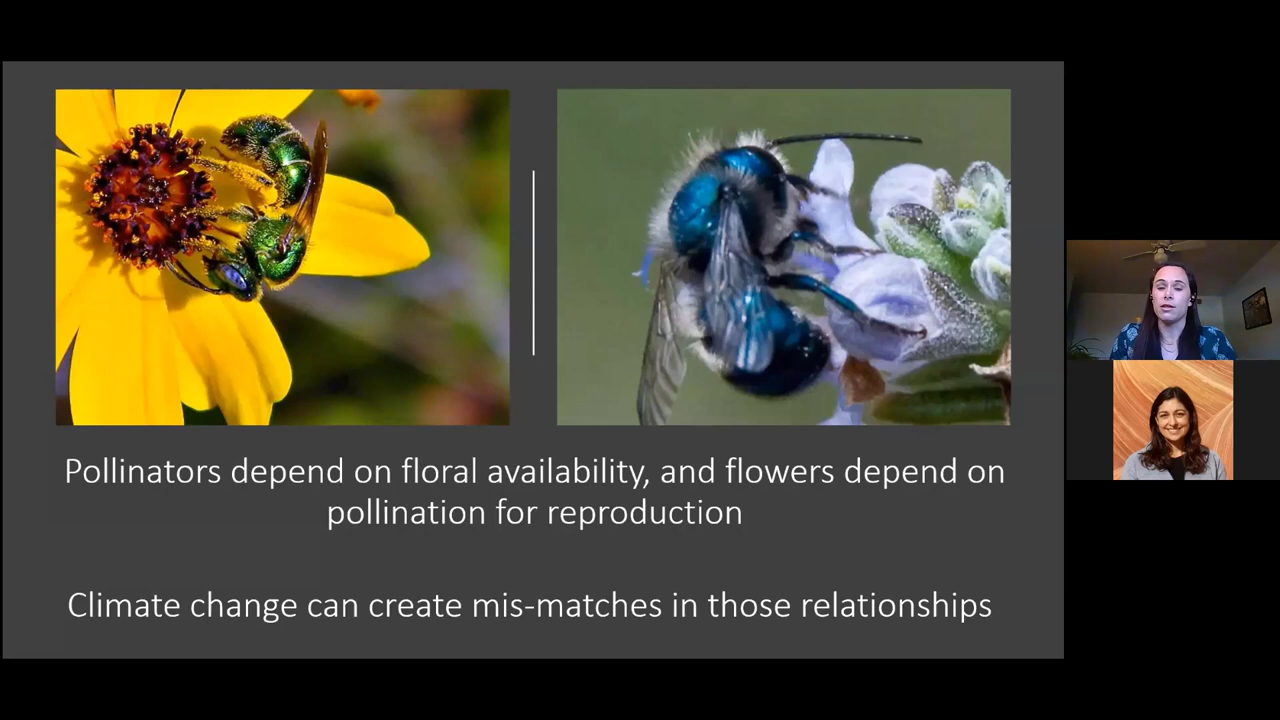 Pollinators depend on floral availability, and flowers depend on
pollination for reproduction
Climate change can create mis-matches in those relationships